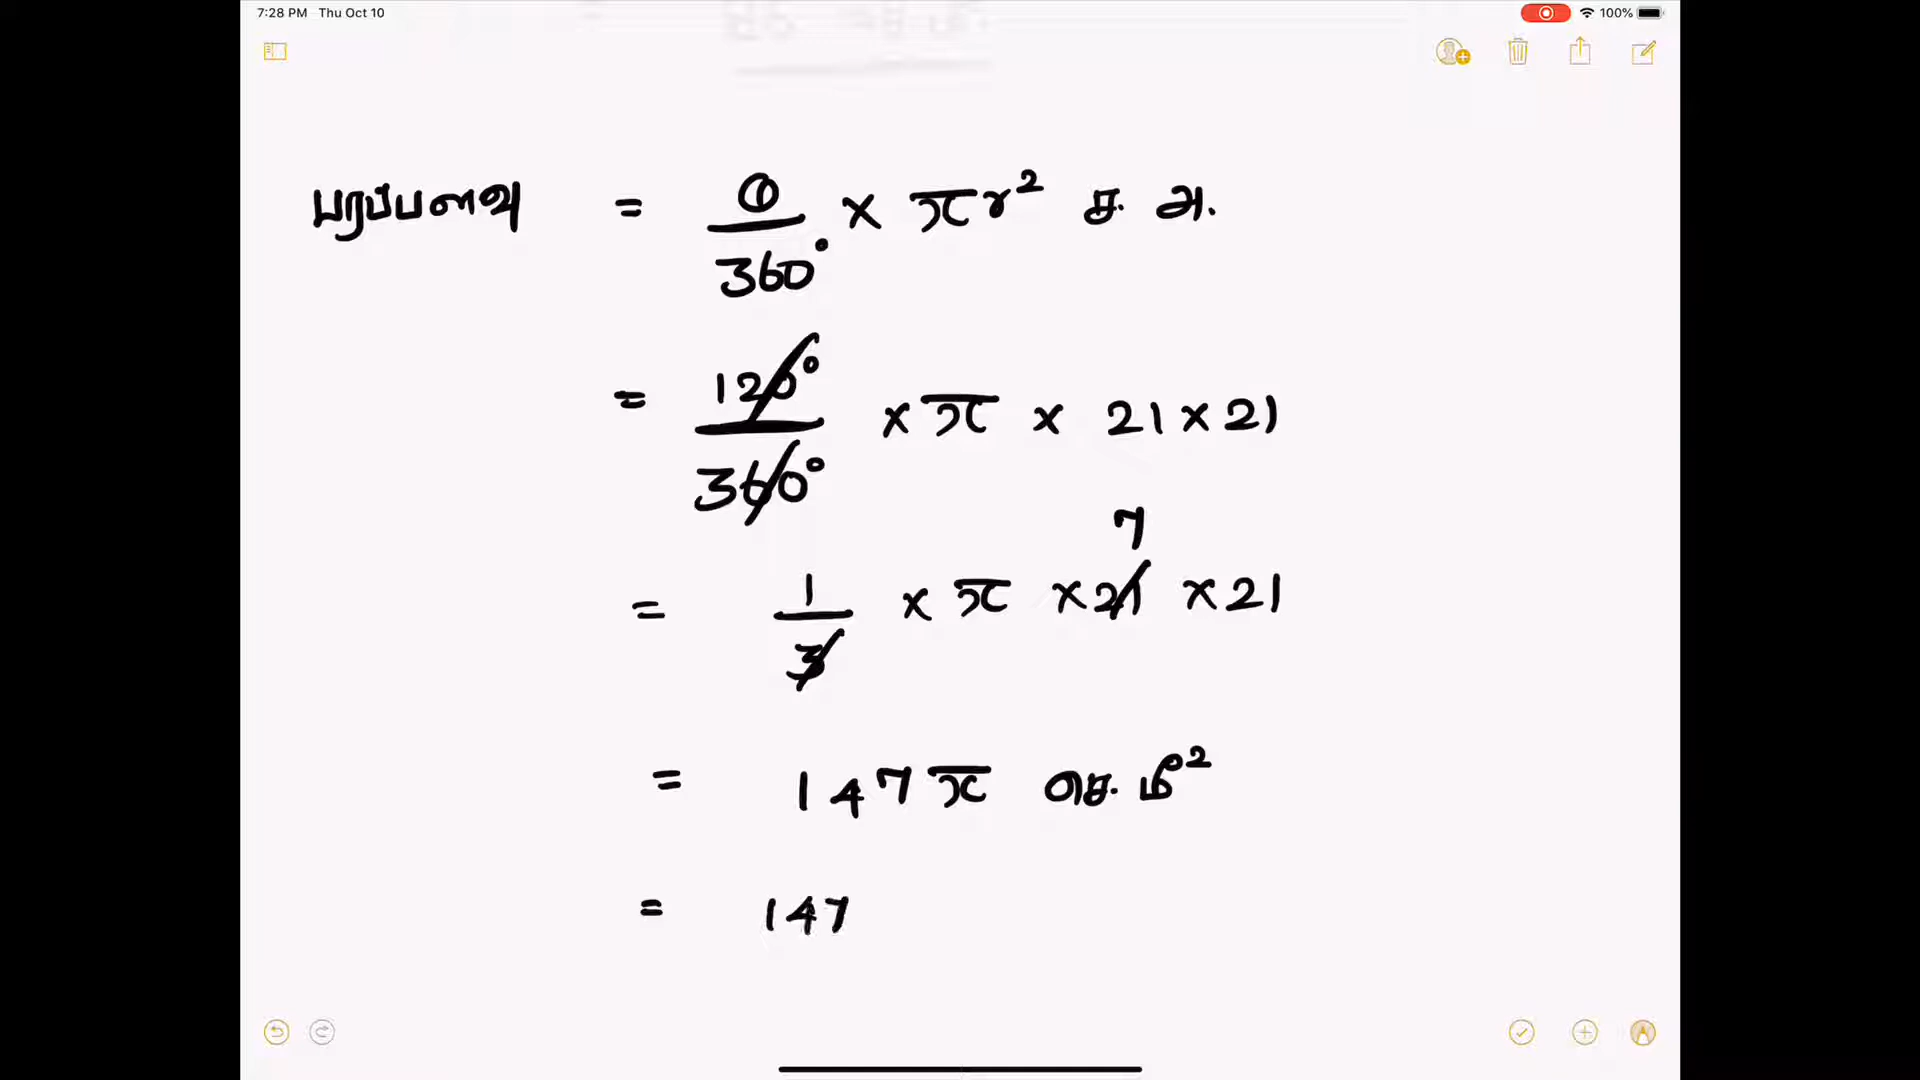 7:28 PM Thu Oct 10 100%
பரப்பளவு = θ/360° × πr² ச. அ.
= 120°/360° × π × 21 × 21
7
= 1/3 × π × 21 × 21
= 147π செ.மீ²
= 147